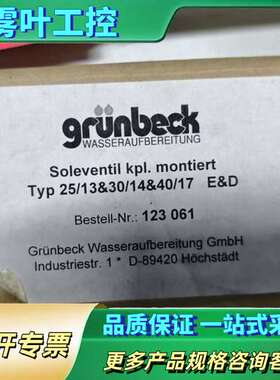 雾叶工控
grünbeck
WASSERAUFBEREITUNG
Soleventil kpl. montiert
Typ 25/13&30/14&40/17 E&D
Bestell-Nr.: 123 061
Grünbeck Wasseraufbereitung GmbH
Industriestr. 1 * D-89420 Höchstädt
开专票
品质保证 一站式采
更多产品规格咨询客